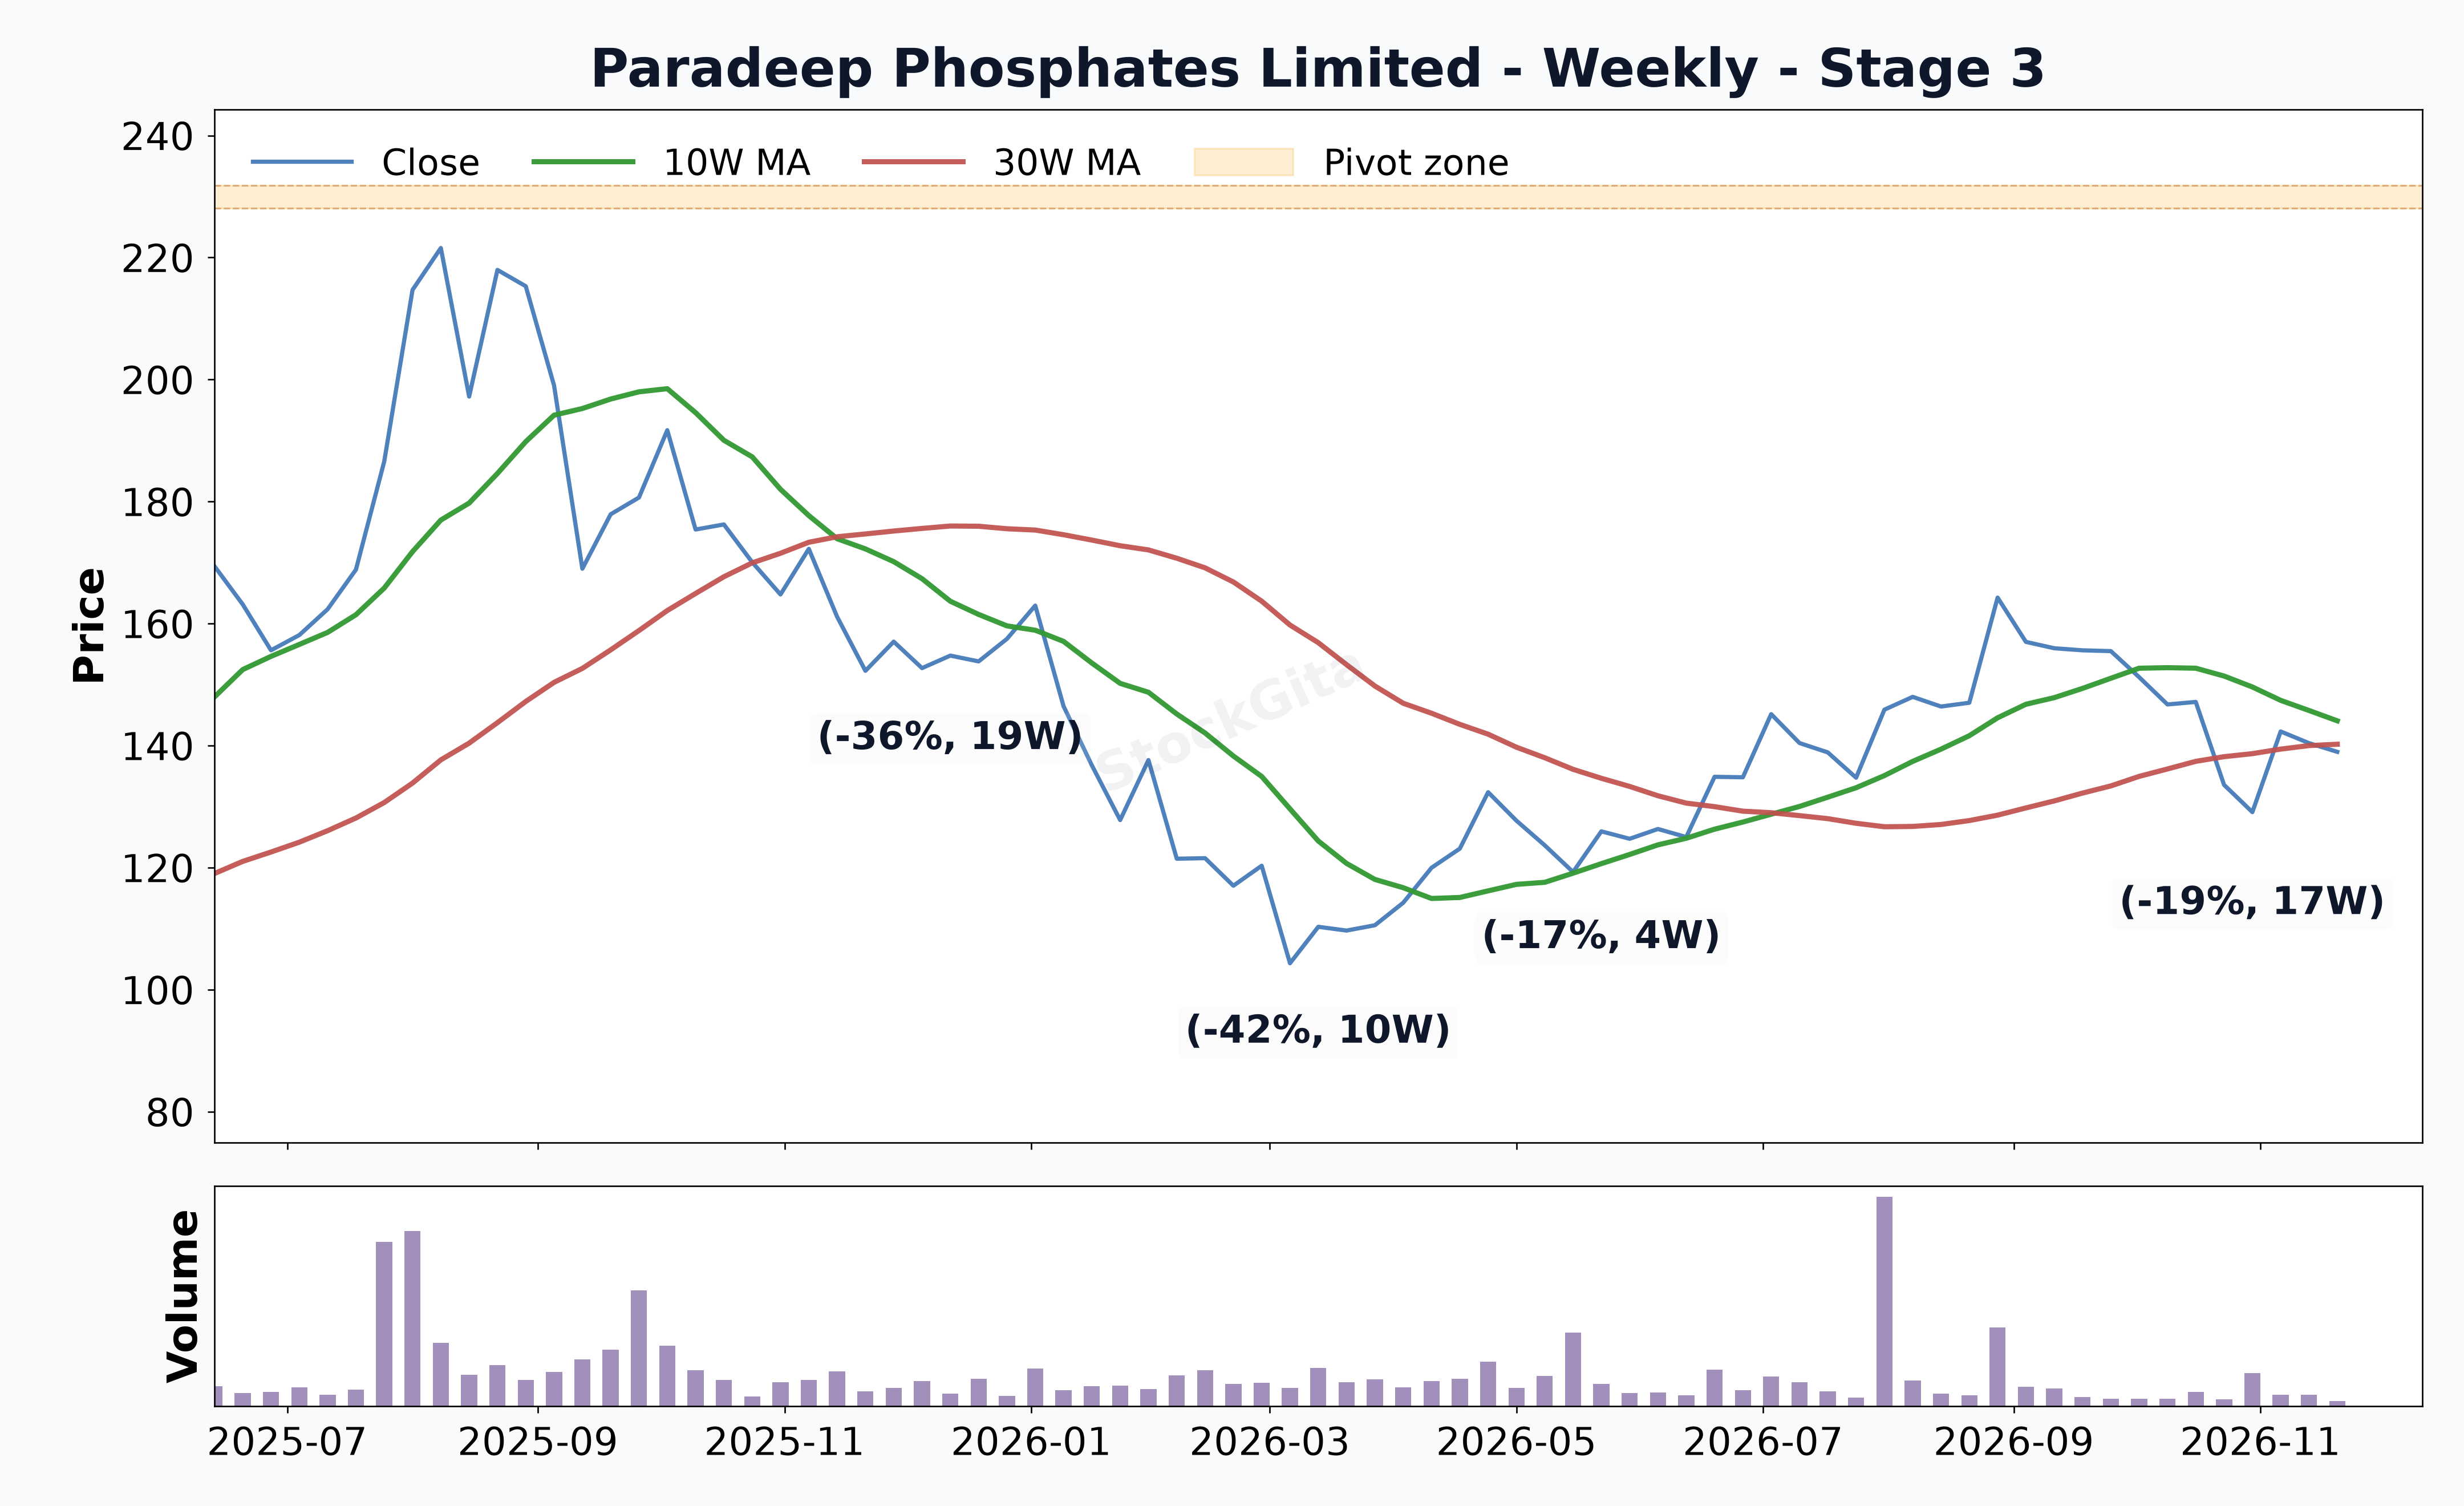 Paradeep Phosphates Limited - Weekly - Stage 3
Close 10W MA 30W MA Pivot zone
Price
240
220
200
180
160
140
120
100
80
StockGita
(-36%, 19W)
(-42%, 10W)
(-17%, 4W)
(-19%, 17W)
Volume
2025-07 2025-09 2025-11 2026-01 2026-03 2026-05 2026-07 2026-09 2026-11